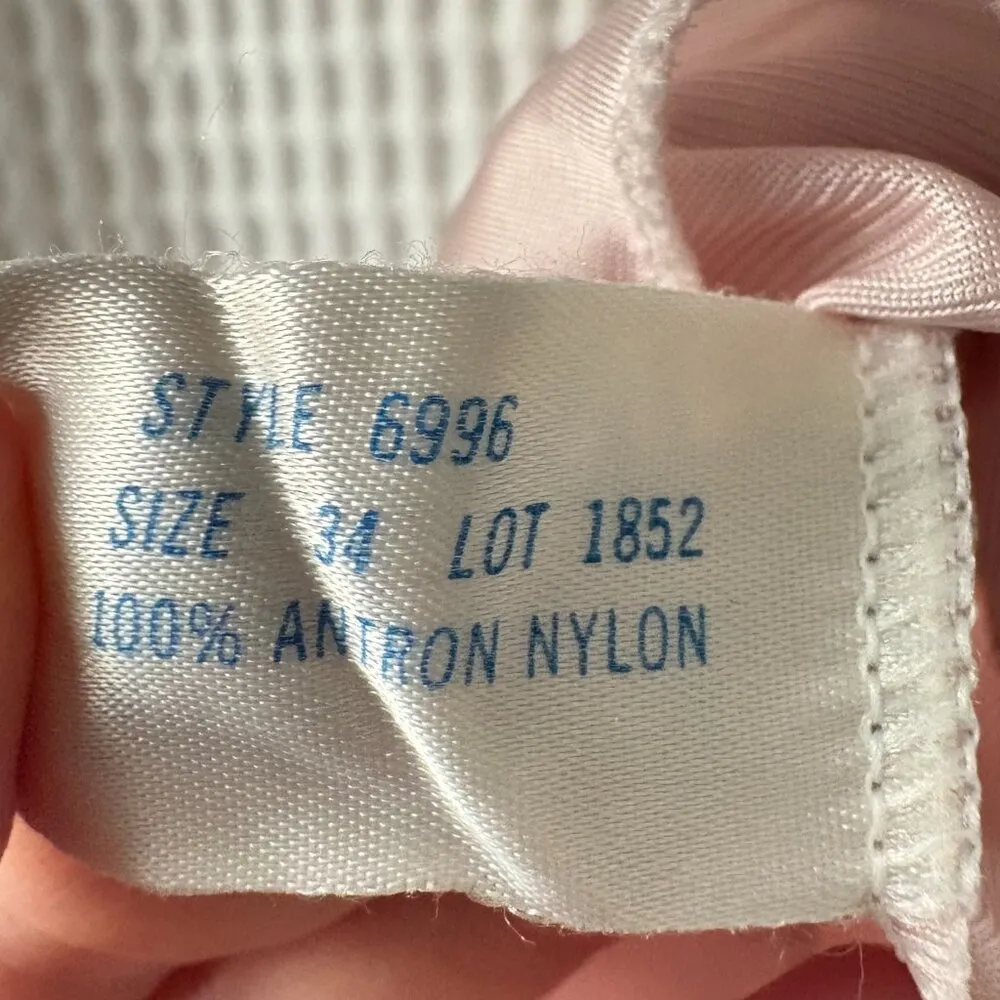 STYLE 6996
SIZE 34 LOT 1852
100% ANTRON NYLON